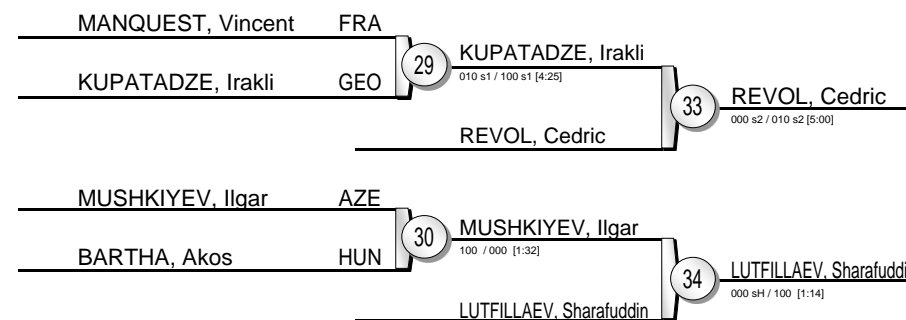 MANQUEST, Vincent FRA
KUPATADZE, Irakli GEO
29
KUPATADZE, Irakli
010 s1 / 100 s1 [4:25]
REVOL, Cedric
33
REVOL, Cedric
000 s2 / 010 s2 [5:00]
MUSHKIYEV, Ilgar AZE
BARTHA, Akos HUN
30
MUSHKIYEV, Ilgar
100 / 000 [1:32]
LUTFILLAEV, Sharafuddin
34
LUTFILLAEV, Sharafuddi
000 sH / 100 [1:14]